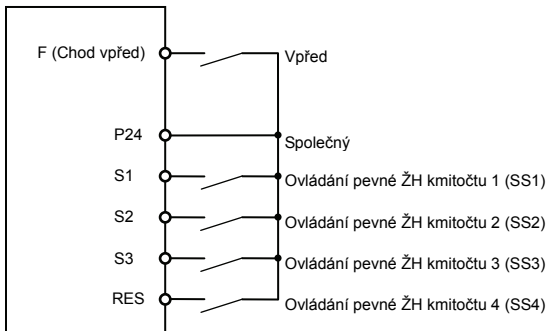 F (Chod vpřed)
Vpřed
P24
Společný
S1
Ovládání pevné ŽH kmitočtu 1 (SS1)
S2
Ovládání pevné ŽH kmitočtu 2 (SS2)
S3
Ovládání pevné ŽH kmitočtu 3 (SS3)
RES
Ovládání pevné ŽH kmitočtu 4 (SS4)